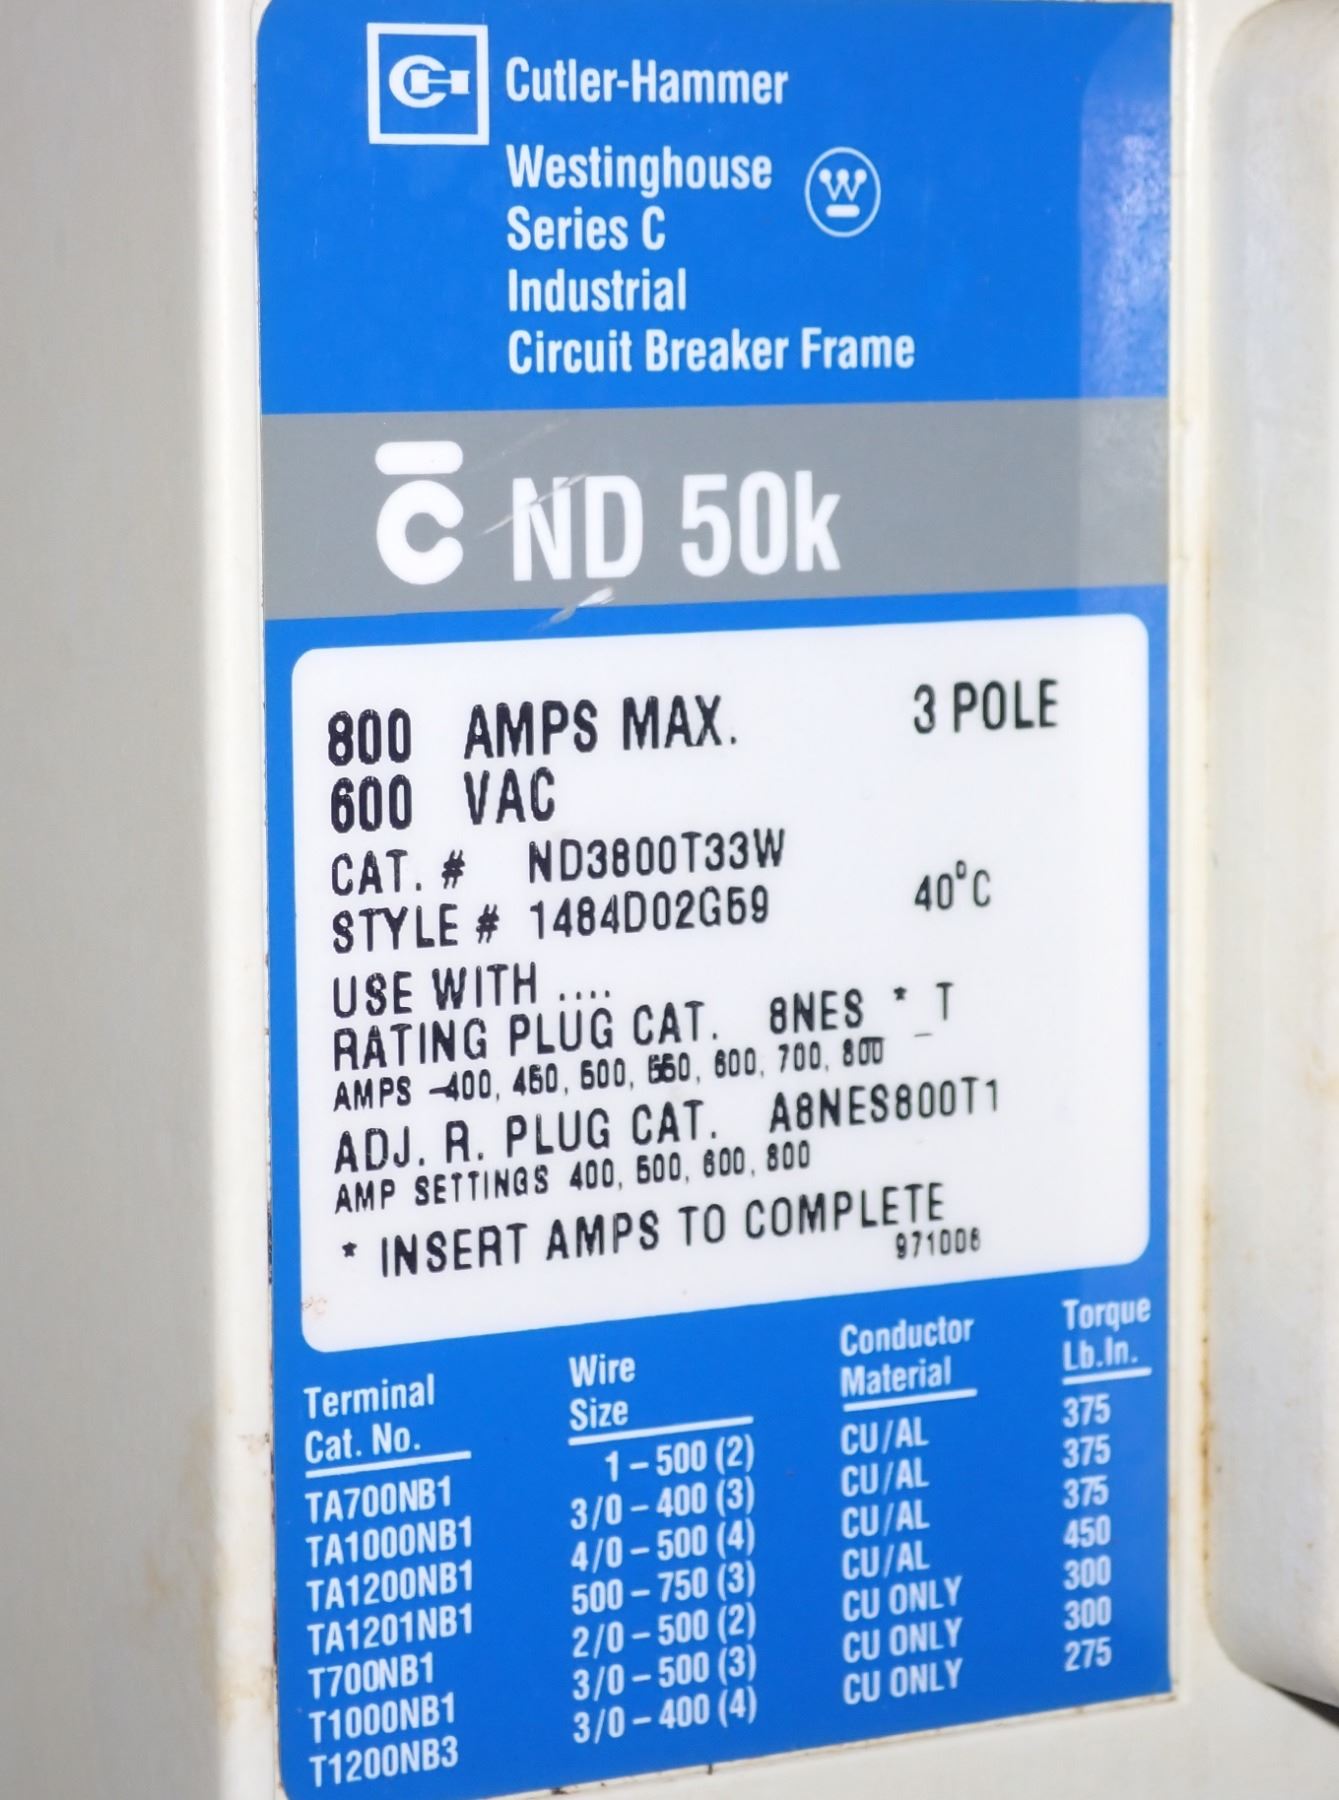 CH Cutler-Hammer
Westinghouse W
Series C
Industrial
Circuit Breaker Frame
C ND 50k
800 AMPS MAX. 3 POLE
600 VAC
CAT. # ND3800T33W
STYLE # 1484D02G59 40°C
USE WITH ....
RATING PLUG CAT. 8NES_*_T
AMPS -400, 450, 500, 550, 600, 700, 800
ADJ. R. PLUG CAT. A8NES800T1
AMP SETTINGS 400, 500, 600, 800
* INSERT AMPS TO COMPLETE
971006
Terminal Cat. No. Wire Size Conductor Material Torque Lb.In.
TA700NB1 1–500 (2) CU/AL 375
TA1000NB1 3/0–400 (3) CU/AL 375
TA1200NB1 4/0–500 (4) CU/AL 375
TA1201NB1 500–750 (3) CU/AL 450
T700NB1 2/0–500 (2) CU ONLY 300
T1000NB1 3/0–500 (3) CU ONLY 300
T1200NB3 3/0–400 (4) CU ONLY 275